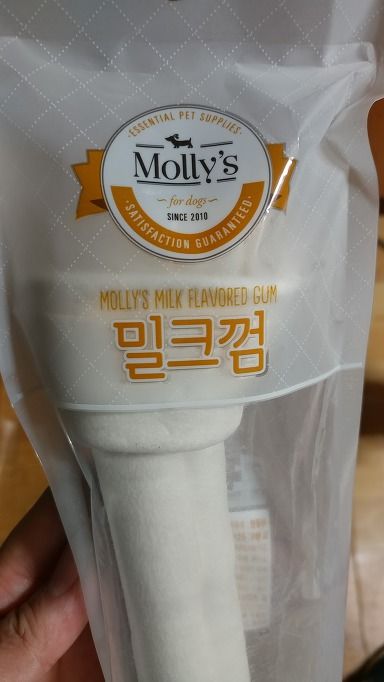 ·ESSENTIAL PET SUPPLIES·
Molly's
for dogs
SINCE 2010
·SATISFACTION GUARANTEED·
MOLLY'S MILK FLAVORED GUM
밀크껌